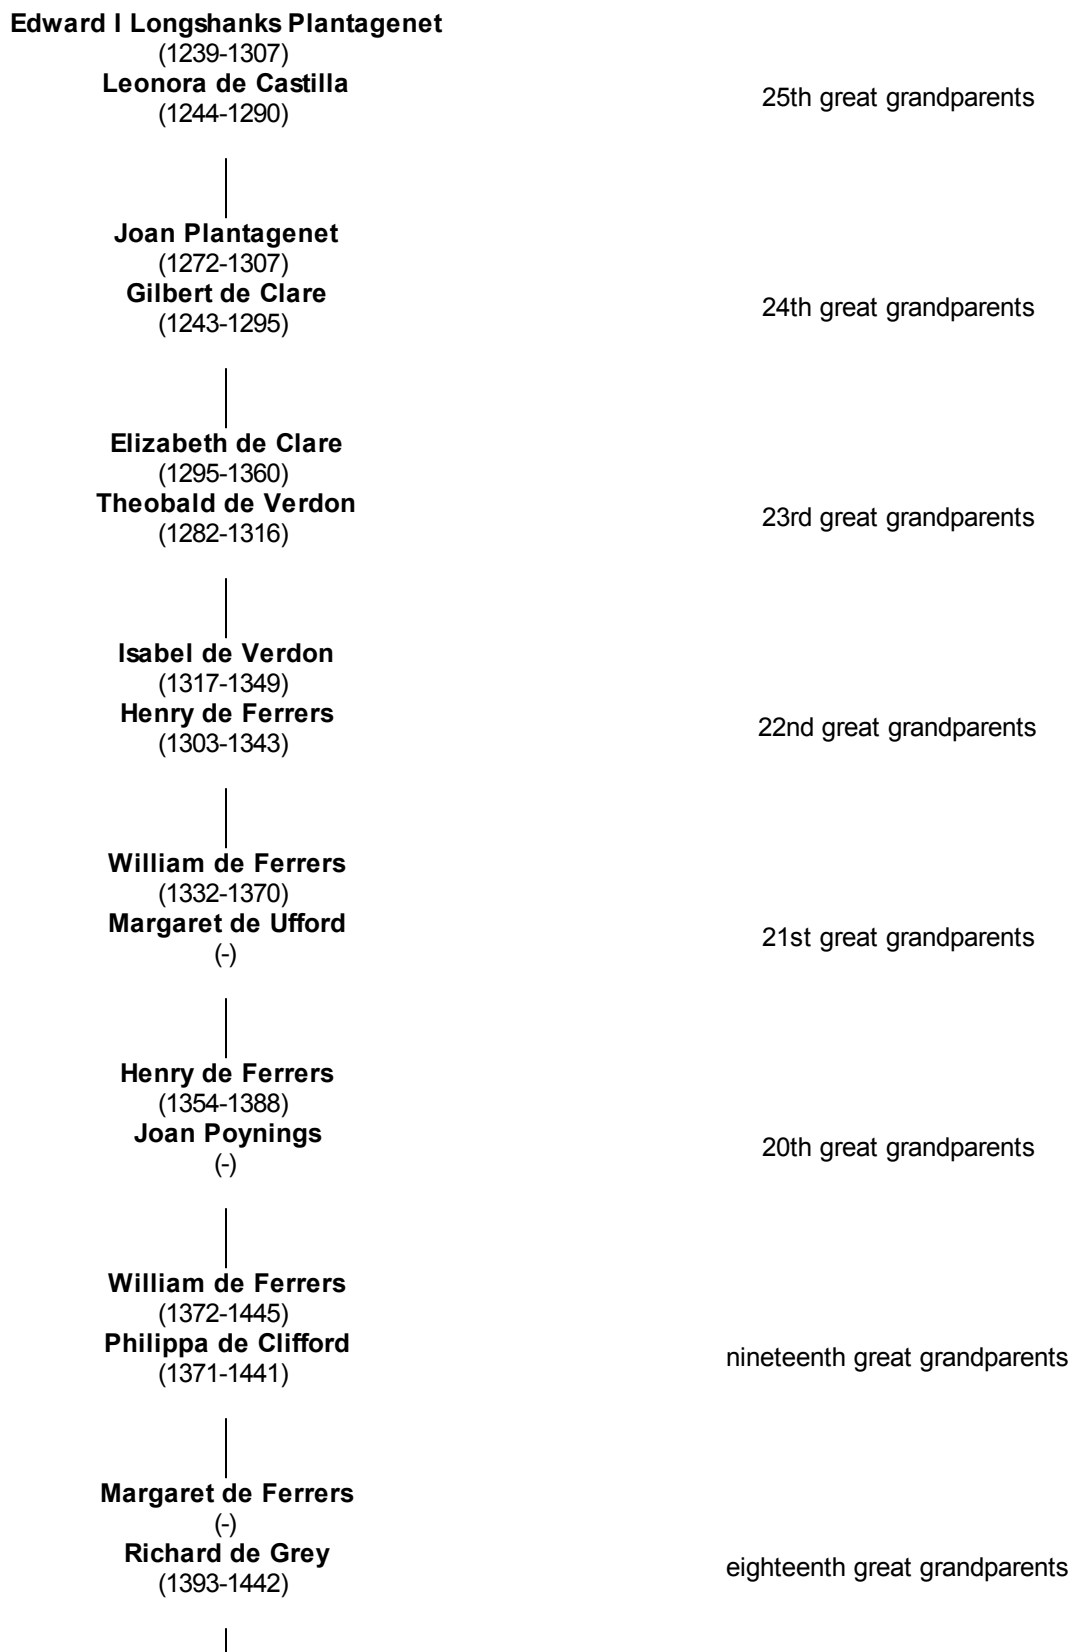 Edward I Longshanks Plantagenet
(1239-1307)
Leonora de Castilla
(1244-1290)
25th great grandparents
Joan Plantagenet
(1272-1307)
Gilbert de Clare
(1243-1295)
24th great grandparents
Elizabeth de Clare
(1295-1360)
Theobald de Verdon
(1282-1316)
23rd great grandparents
Isabel de Verdon
(1317-1349)
Henry de Ferrers
(1303-1343)
22nd great grandparents
William de Ferrers
(1332-1370)
Margaret de Ufford
(-)
21st great grandparents
Henry de Ferrers
(1354-1388)
Joan Poynings
(-)
20th great grandparents
William de Ferrers
(1372-1445)
Philippa de Clifford
(1371-1441)
nineteenth great grandparents
Margaret de Ferrers
(-)
Richard de Grey
(1393-1442)
eighteenth great grandparents